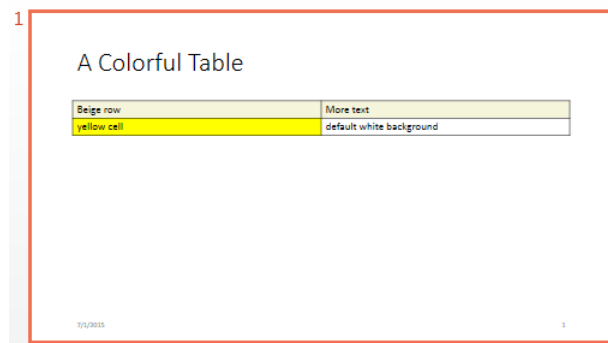 1
A Colorful Table
Beige row More text
yellow cell default white background
7/1/2015 1